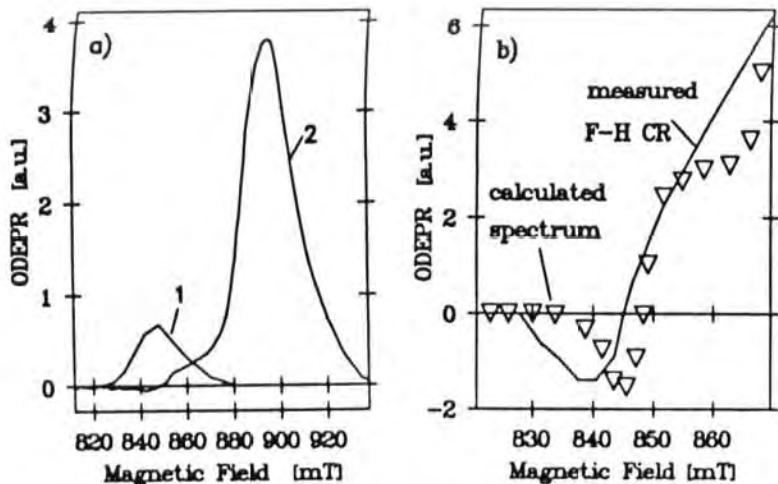 4
a)
3
2
1
0
ODEPR [a.u.]
1
2
820 840 860 880 900 920
Magnetic Field [mT]
6
b)
4
2
0
-2
ODEPR [a.u.]
measured
F-H CR
calculated
spectrum
830 840 850 860
Magnetic Field [mT]